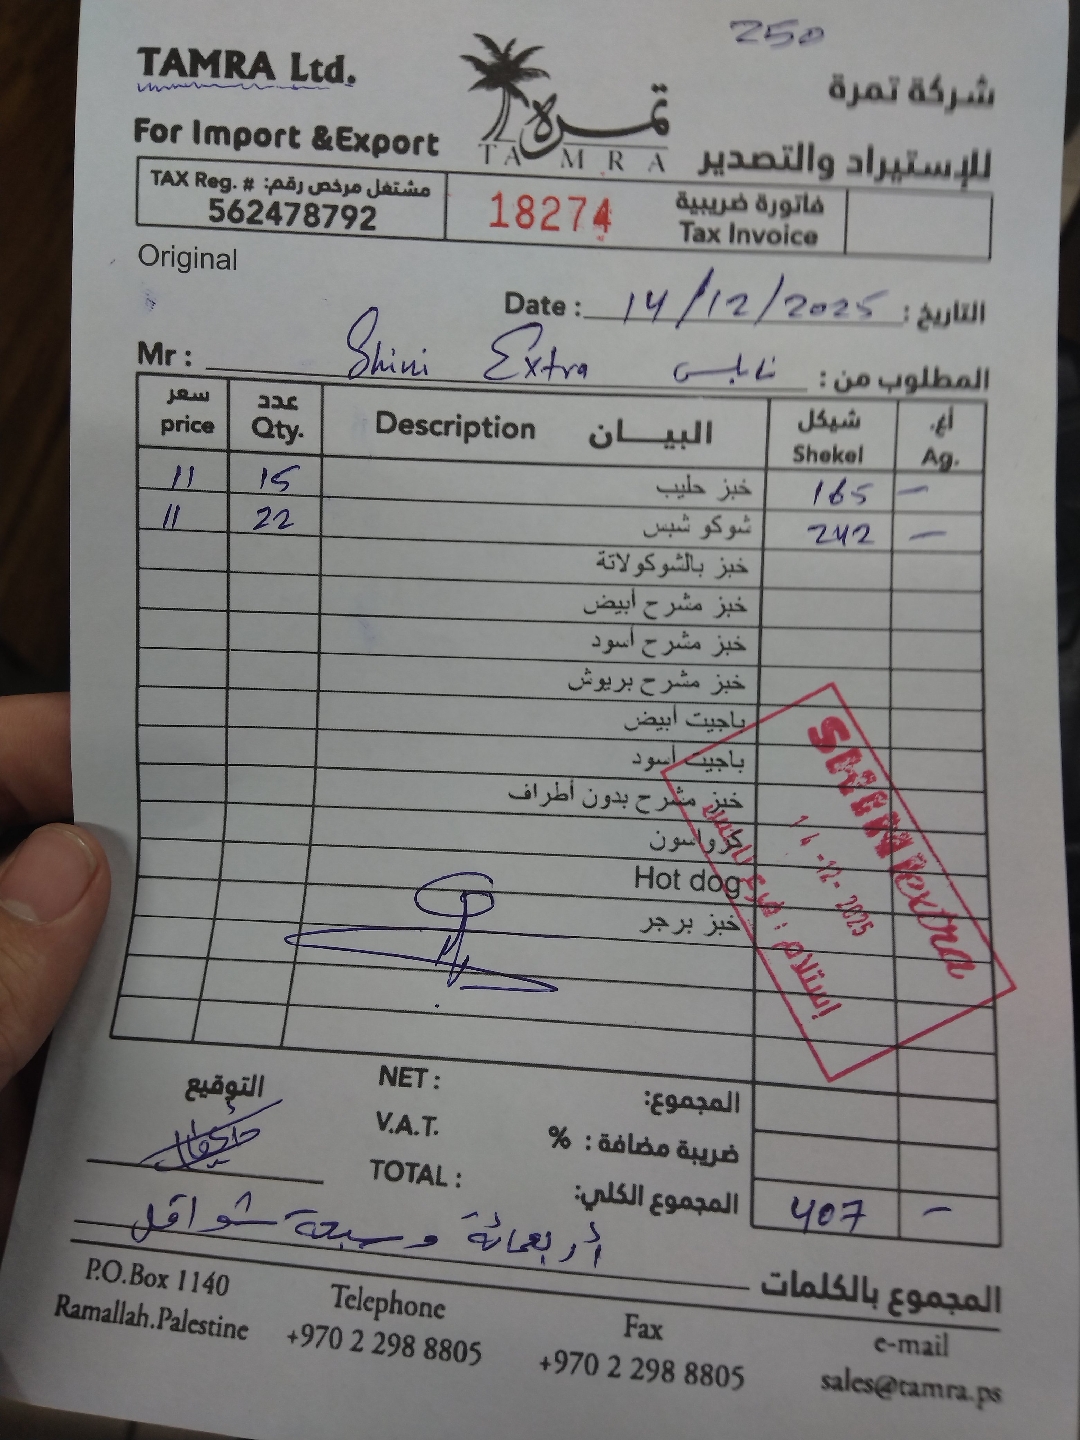 250
TAMRA Ltd.
شركة تمرة
For Import &Export
تمرة
TAMRA
للإستيراد والتصدير
TAX Reg. # :مشتغل مرخص رقم
562478792
18274
فاتورة ضريبية
Tax Invoice
Original
Date : 14/12/2025 : التاريخ
Mr : Shini Extra نابلس : المطلوب من
سعر price عدد Qty. Description البيــان شيكل Shekel أغ. Ag.
11 15 خبز حليب 165 —
11 22 شوكو شبس 242 —
خبز بالشوكولاتة
خبز مشرح أبيض
خبز مشرح أسود
خبز مشرح بريوش
باجيت أبيض
باجيت أسود
خبز مشرح بدون أطراف
كرواسون
Hot dog
خبز برجر
extra
14-12-2025
إستلام : فرع نابلس
التوقيع
NET : المجموع:
V.A.T. % : ضريبة مضافة
TOTAL : المجموع الكلي: 407 —
أربعمائة وسبعة شواقل
المجموع بالكلمات
P.O.Box 1140
Ramallah.Palestine
Telephone
+970 2 298 8805
Fax
+970 2 298 8805
e-mail
sales@tamra.ps